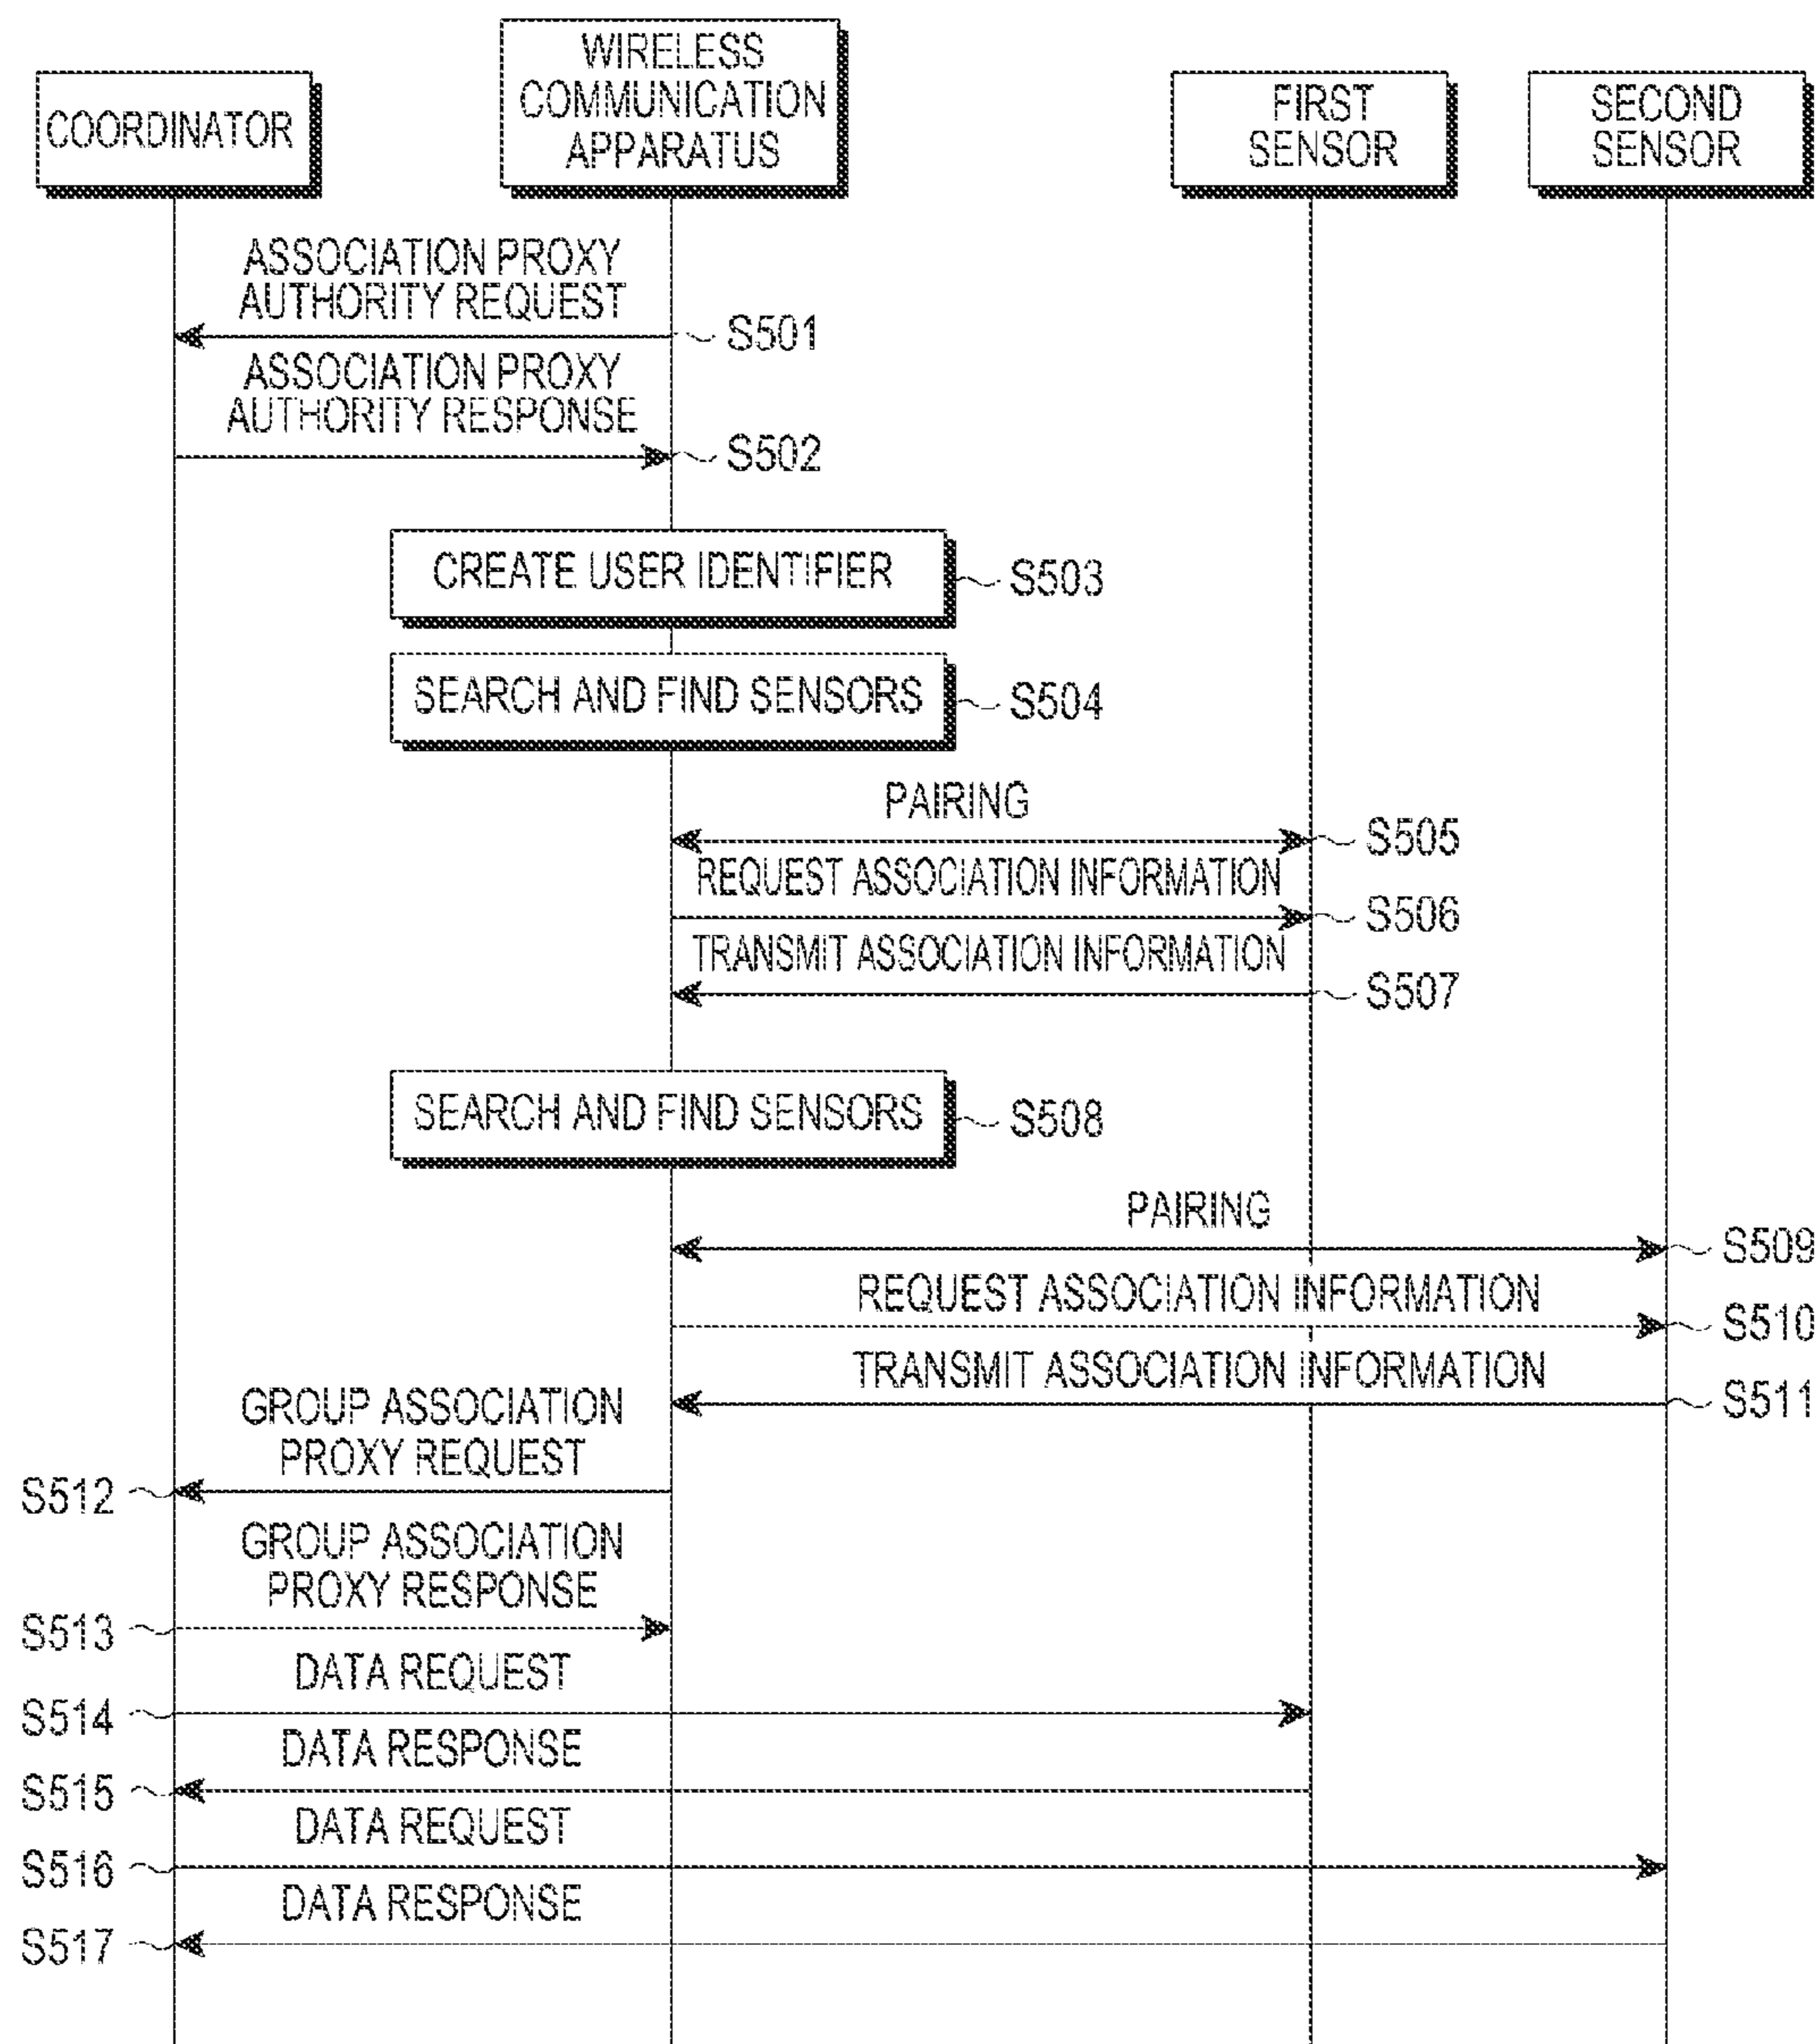 COORDINATOR
WIRELESS
COMMUNICATION
APPARATUS
FIRST
SENSOR
SECOND
SENSOR
ASSOCIATION PROXY
AUTHORITY REQUEST
S501
ASSOCIATION PROXY
AUTHORITY RESPONSE
S502
CREATE USER IDENTIFIER
S503
SEARCH AND FIND SENSORS
S504
PAIRING
S505
REQUEST ASSOCIATION INFORMATION
S506
TRANSMIT ASSOCIATION INFORMATION
S507
SEARCH AND FIND SENSORS
S508
PAIRING
S509
REQUEST ASSOCIATION INFORMATION
S510
TRANSMIT ASSOCIATION INFORMATION
S511
GROUP ASSOCIATION
PROXY REQUEST
S512
GROUP ASSOCIATION
PROXY RESPONSE
S513
DATA REQUEST
S514
DATA RESPONSE
S515
DATA REQUEST
S516
DATA RESPONSE
S517